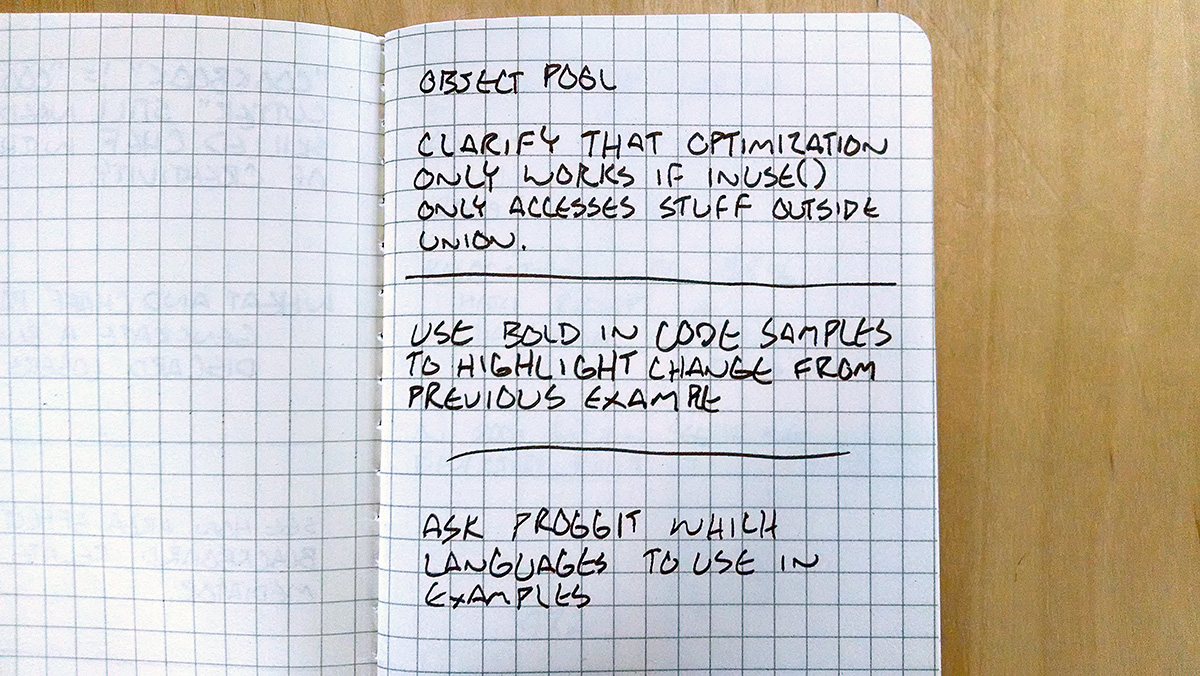 OBJECT POOL
CLARIFY THAT OPTIMIZATION
ONLY WORKS IF INUSE()
ONLY ACCESSES STUFF OUTSIDE
UNION.
USE BOLD IN CODE SAMPLES
TO HIGHLIGHT CHANGE FROM
PREVIOUS EXAMPLE
ASK PROGGIT WHICH
LANGUAGES TO USE IN
EXAMPLES